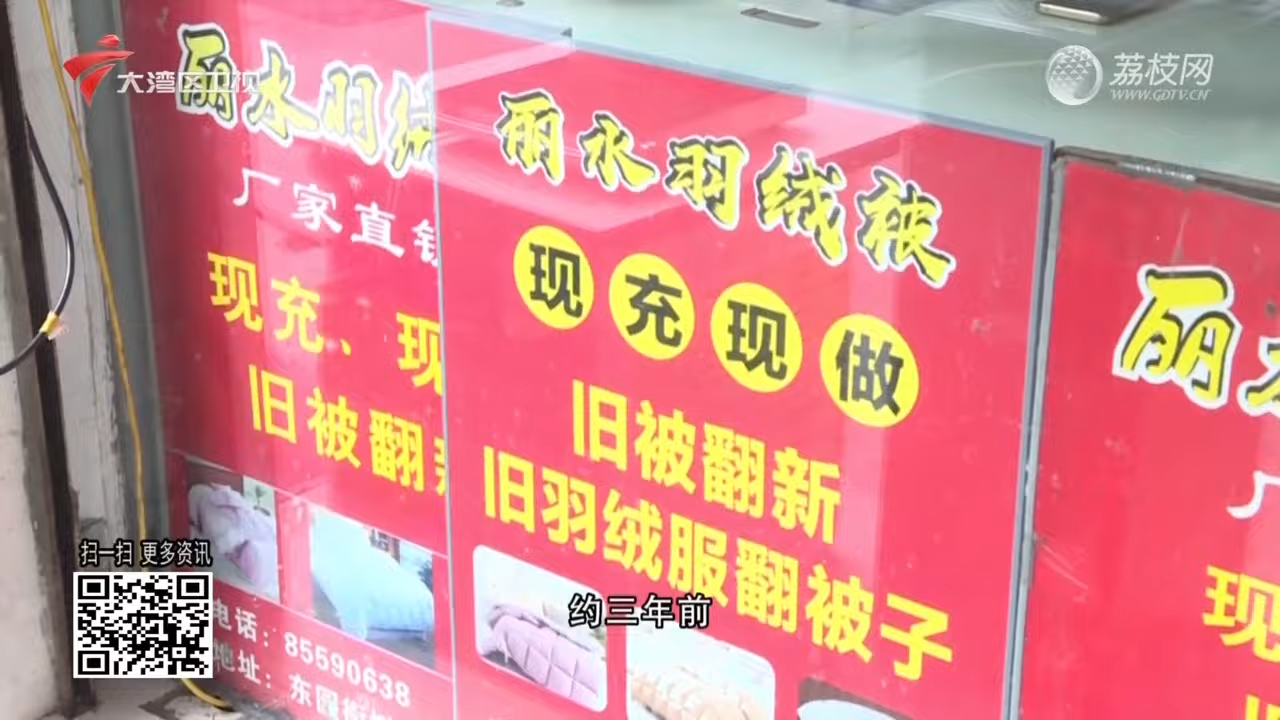 大湾区卫视
荔枝网
WWW.GDTV.CN
丽水羽绒
厂家直销
现充、现
旧被翻新
电话：85590638
地址：东园
丽水羽绒被
现充现做
旧被翻新
旧羽绒服翻被子
丽水
厂
现
旧
扫一扫 更多资讯
约三年前